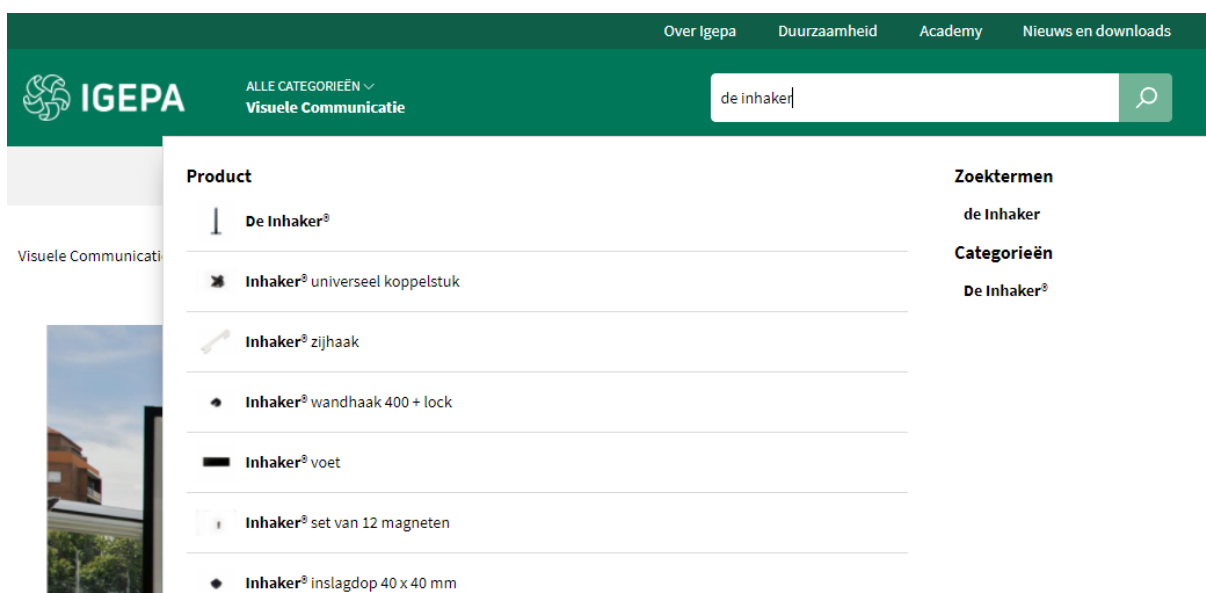 Over Igepa Duurzaamheid Academy Nieuws en downloads
IGEPA
ALLE CATEGORIEËN
Visuele Communicatie
de inhaker
Product
De Inhaker®
Inhaker® universeel koppelstuk
Inhaker® zijhaak
Inhaker® wandhaak 400 + lock
Inhaker® voet
Inhaker® set van 12 magneten
Inhaker® inslagdop 40 x 40 mm
Zoektermen
de Inhaker
Categorieën
De Inhaker®
Visuele Communicati